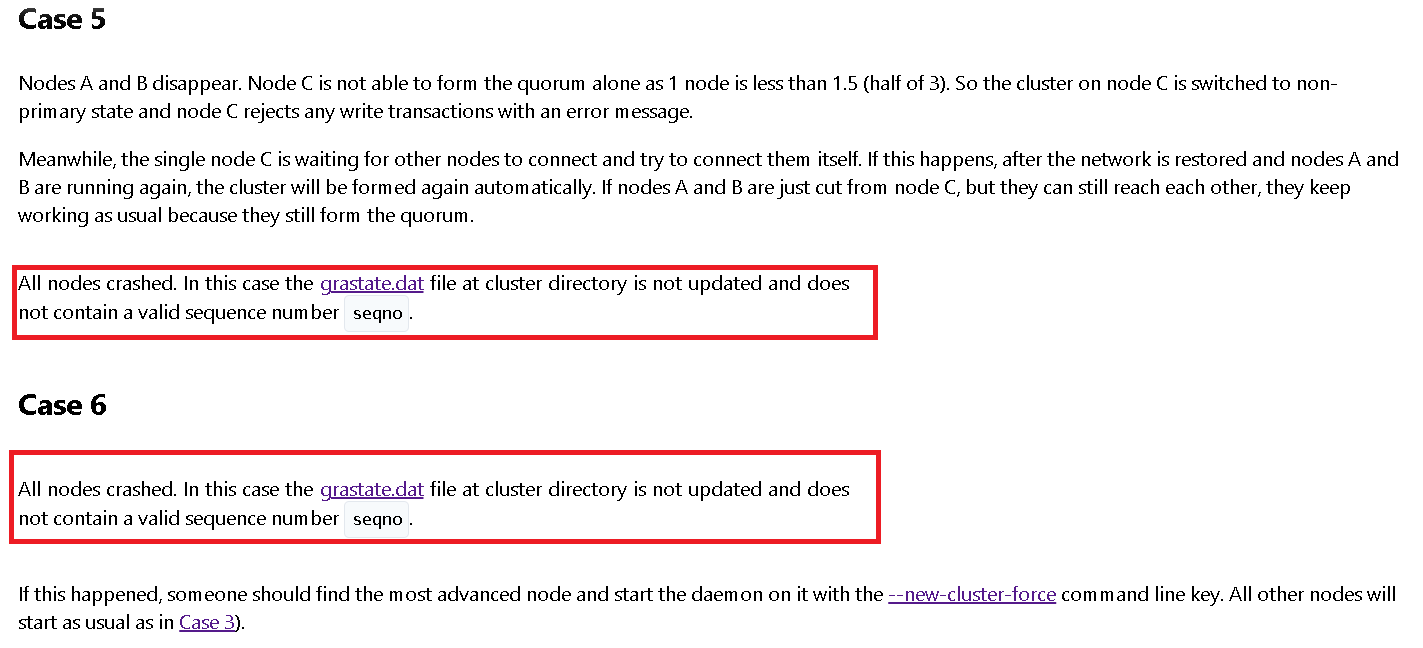 Case 5
Nodes A and B disappear. Node C is not able to form the quorum alone as 1 node is less than 1.5 (half of 3). So the cluster on node C is switched to non-
primary state and node C rejects any write transactions with an error message.
Meanwhile, the single node C is waiting for other nodes to connect and try to connect them itself. If this happens, after the network is restored and nodes A and
B are running again, the cluster will be formed again automatically. If nodes A and B are just cut from node C, but they can still reach each other, they keep
working as usual because they still form the quorum.
All nodes crashed. In this case the grastate.dat file at cluster directory is not updated and does
not contain a valid sequence number seqno.
Case 6
All nodes crashed. In this case the grastate.dat file at cluster directory is not updated and does
not contain a valid sequence number seqno.
If this happened, someone should find the most advanced node and start the daemon on it with the --new-cluster-force command line key. All other nodes will
start as usual as in Case 3).